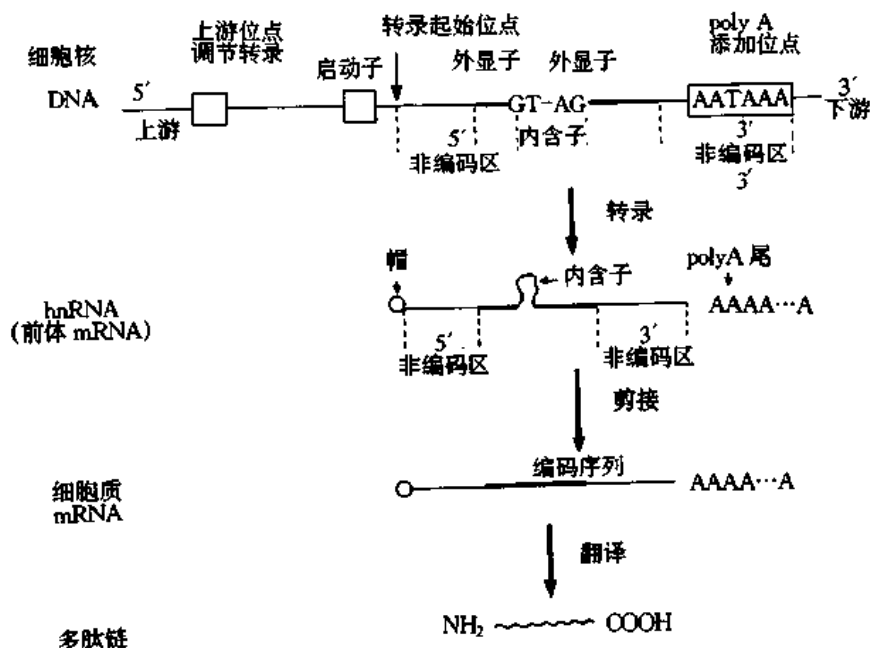 上游位点
调节转录
转录起始位点
poly A
添加位点
细胞核
启动子
外显子
外显子
DNA
5′
GT-AG
AATAAA
3′
上游
下游
5′
非编码区
内含子
3′
非编码区
3′
转录
帽
内含子
polyA 尾
hnRNA
(前体 mRNA)
AAAA···A
5′
非编码区
3′
非编码区
剪接
编码序列
细胞质
mRNA
AAAA···A
翻译
多肽链
NH₂
COOH